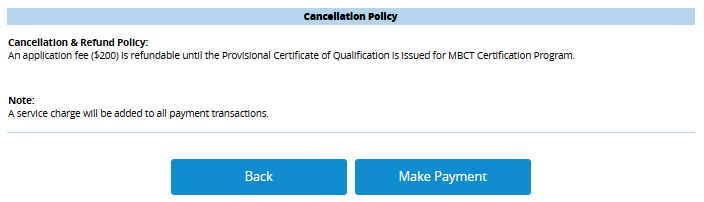 Cancellation Policy
Cancellation & Refund Policy:
An application fee ($200) is refundable until the Provisional Certificate of Qualification is issued for MBCT Certification Program.
Note:
A service charge will be added to all payment transactions.
Back
Make Payment